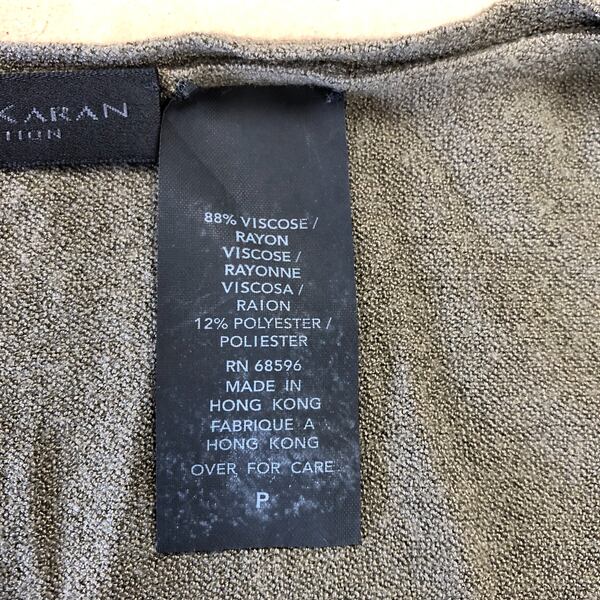 KARAN
TION
88% VISCOSE /
RAYON
VISCOSE /
RAYONNE
VISCOSA /
RAION
12% POLYESTER /
POLIESTER
RN 68596
MADE IN
HONG KONG
FABRIQUE A
HONG KONG
OVER FOR CARE
P